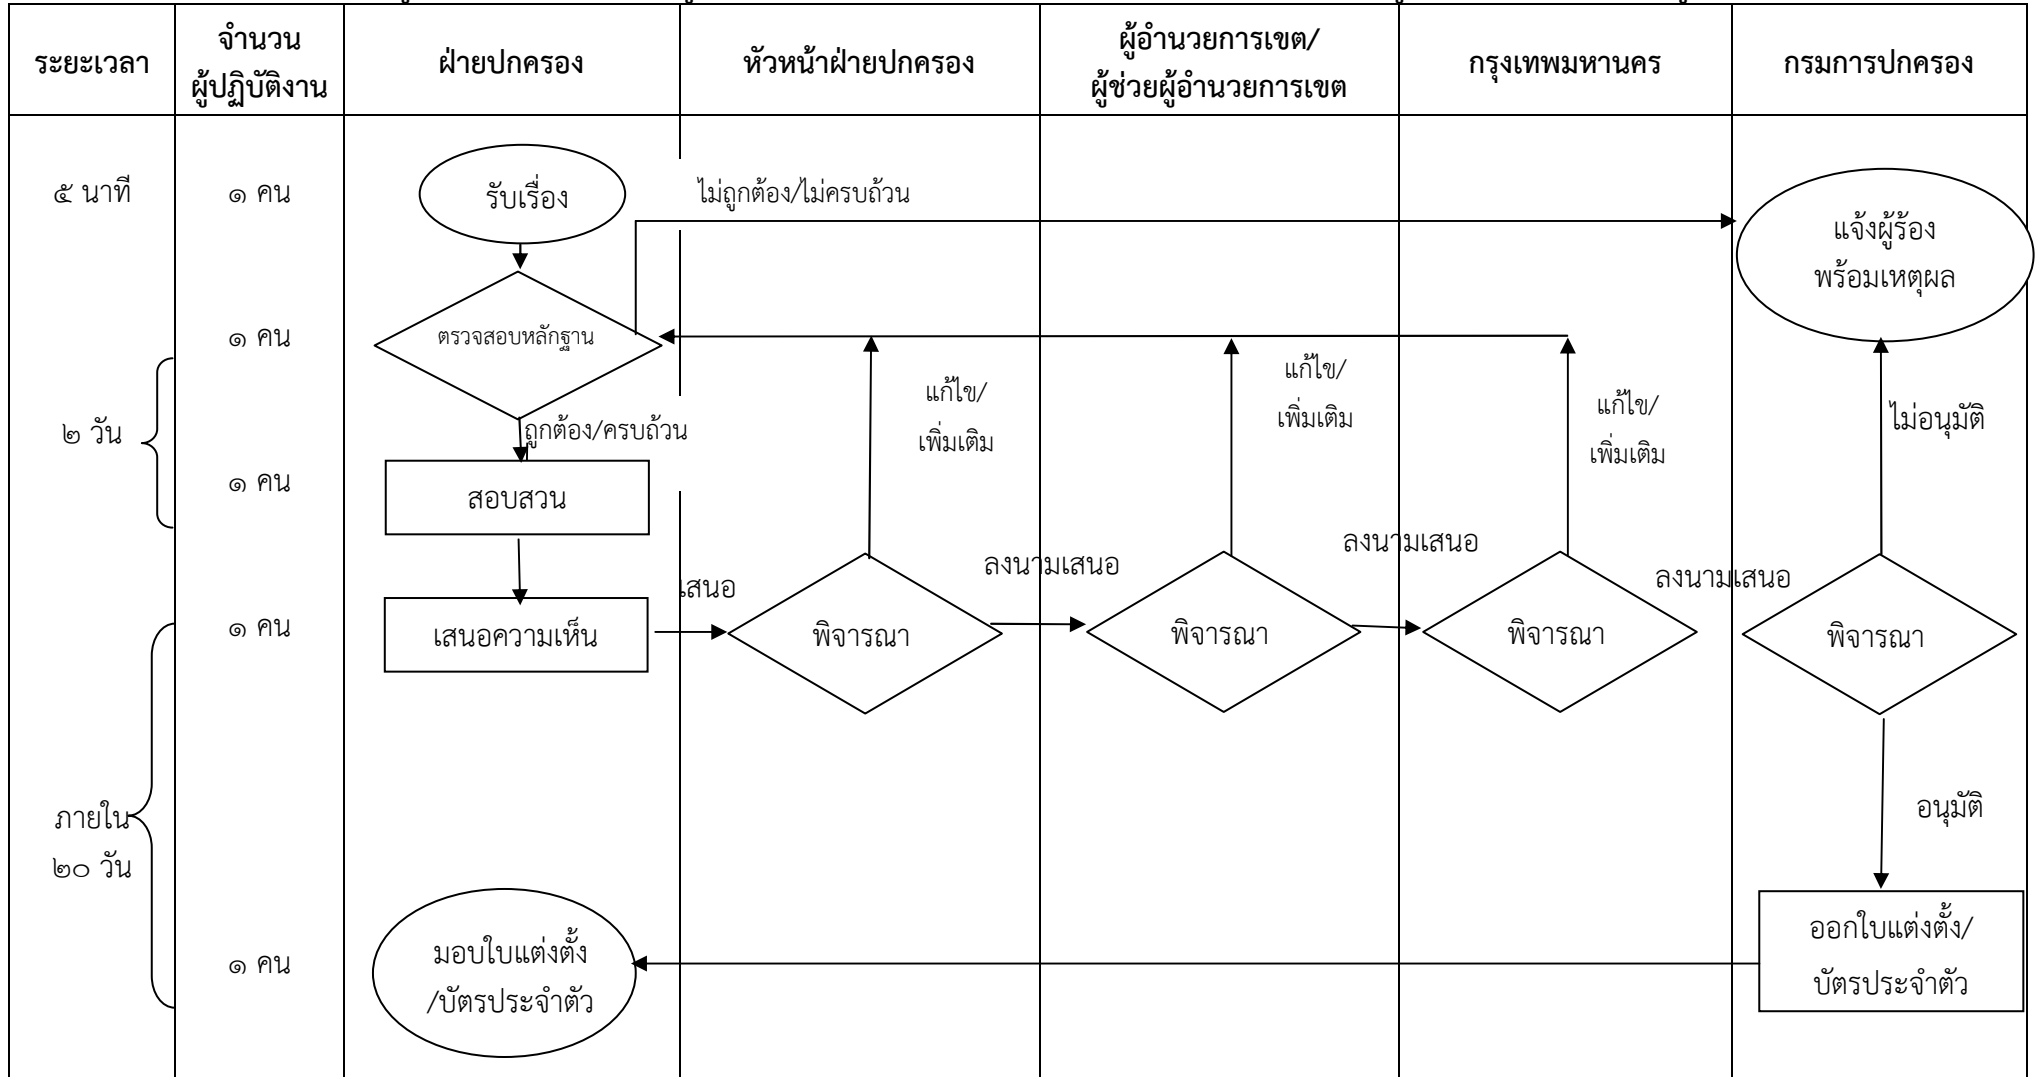 ระยะเวลา
จำนวน
ผู้ปฏิบัติงาน
ฝ่ายปกครอง
หัวหน้าฝ่ายปกครอง
ผู้อำนวยการเขต/
ผู้ช่วยผู้อำนวยการเขต
กรุงเทพมหานคร
กรมการปกครอง
๕ นาที
๑ คน
รับเรื่อง
ไม่ถูกต้อง/ไม่ครบถ้วน
แจ้งผู้ร้อง
พร้อมเหตุผล
๑ คน
ตรวจสอบหลักฐาน
แก้ไข/
เพิ่มเติม
แก้ไข/
เพิ่มเติม
แก้ไข/
เพิ่มเติม
ไม่อนุมัติ
๒ วัน
ถูกต้อง/ครบถ้วน
๑ คน
สอบสวน
๑ คน
เสนอความเห็น
เสนอ
พิจารณา
ลงนามเสนอ
พิจารณา
ลงนามเสนอ
พิจารณา
ลงนามเสนอ
พิจารณา
ภายใน
๒๐ วัน
อนุมัติ
๑ คน
มอบใบแต่งตั้ง
/บัตรประจำตัว
ออกใบแต่งตั้ง/
บัตรประจำตัว